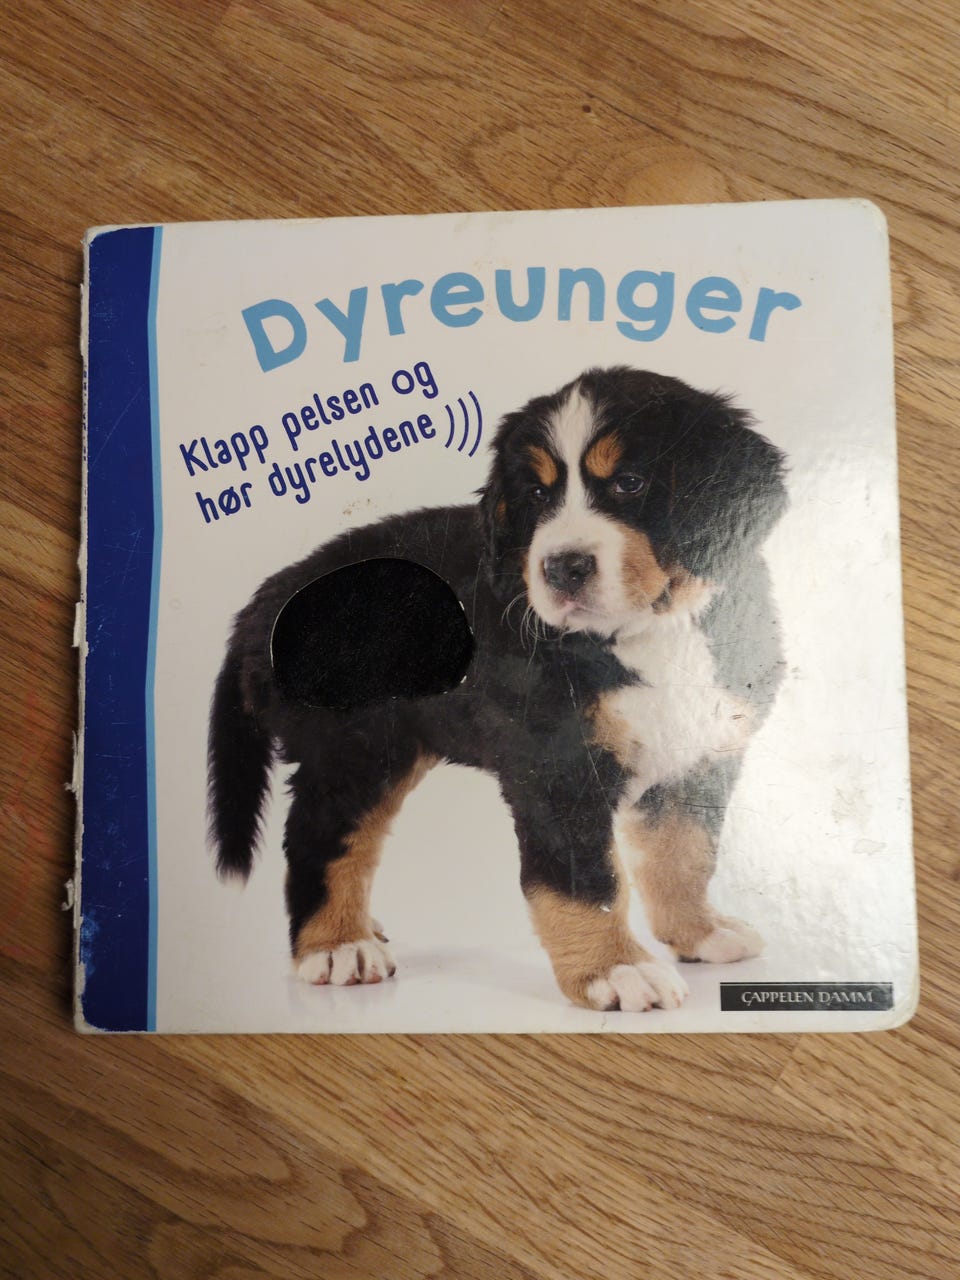 Dyreunger
Klapp pelsen og
hør dyrelydene )))
CAPPELEN DAMM